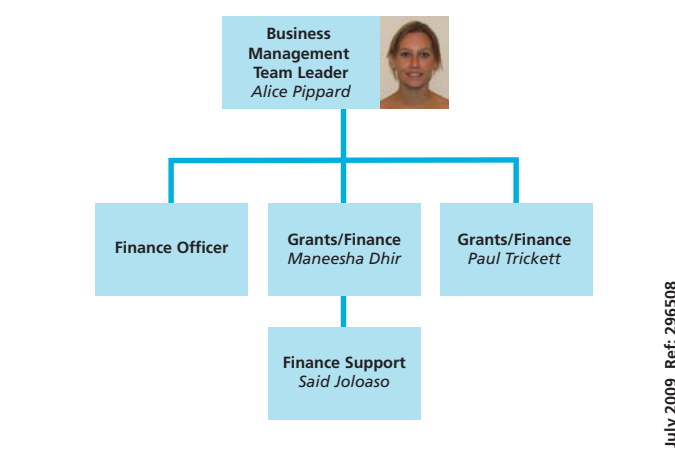 Business
Management
Team Leader
Alice Pippard
Finance Officer
Grants/Finance
Maneesha Dhir
Grants/Finance
Paul Trickett
Finance Support
Said Joloaso
July 2009 Ref: 296508